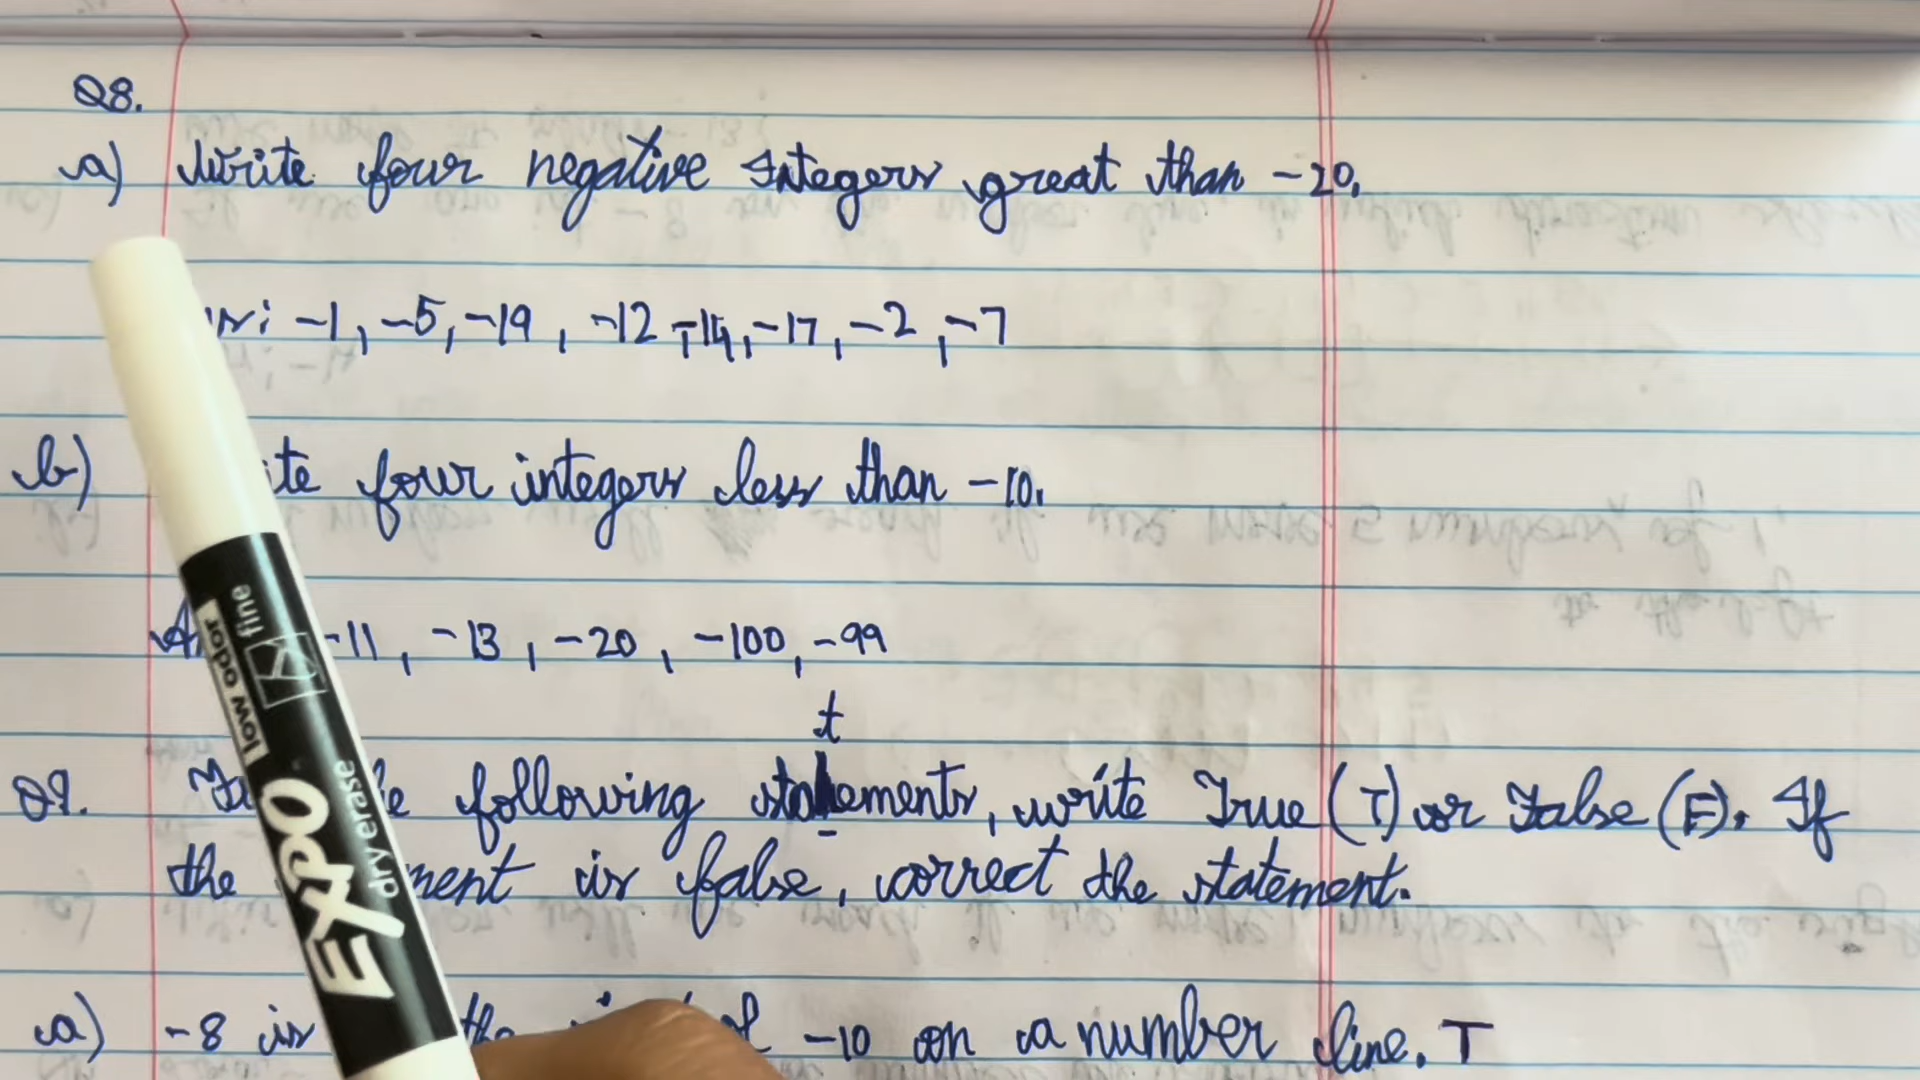 Q8.
a) Write four negative Integers great than -20.
: -1, -5, -19, -12, -14, -17, -2, -7
b) four integers less than -10.
-11, -13, -20, -100, -99
t
Q9. following statements, write True (T) or False (F). If
the is false, correct the statement.
a) -8 is the of -10 on a number line. T
fine
low odor
EXPO
dry erase